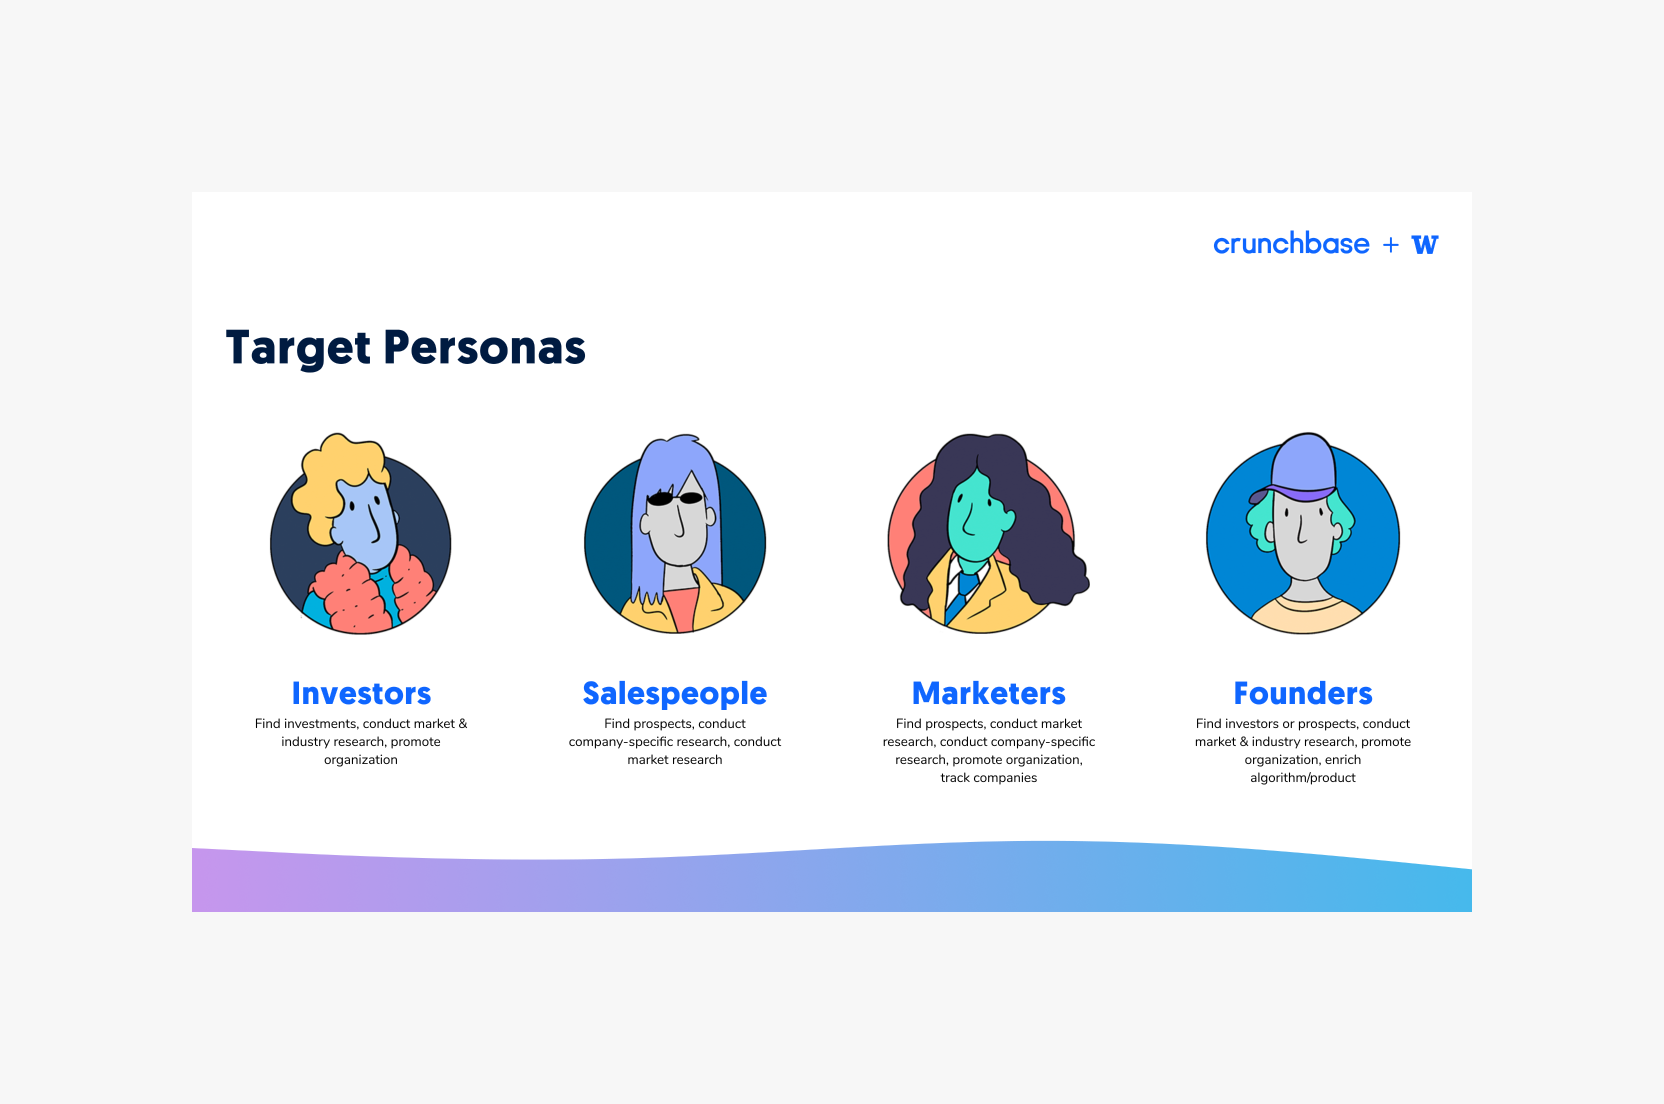 crunchbase + W
Target Personas
Investors
Find investments, conduct market &
industry research, promote
organization
Salespeople
Find prospects, conduct
company-specific research, conduct
market research
Marketers
Find prospects, conduct market
research, conduct company-specific
research, promote organization,
track companies
Founders
Find investors or prospects, conduct
market & industry research, promote
organization, enrich
algorithm/product